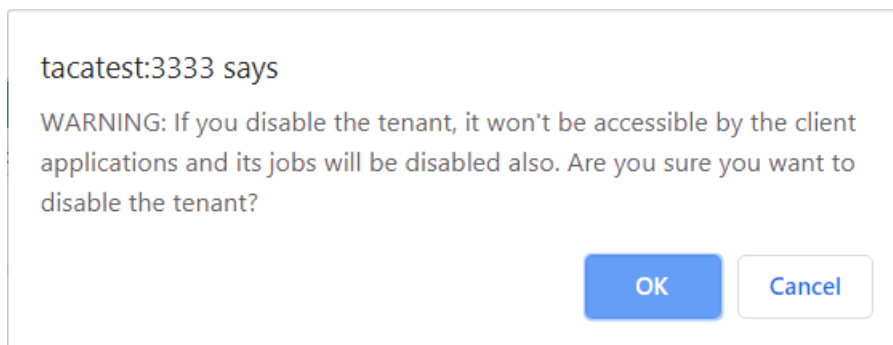 tacatest:3333 says
WARNING: If you disable the tenant, it won't be accessible by the client
applications and its jobs will be disabled also. Are you sure you want to
disable the tenant?
OK
Cancel